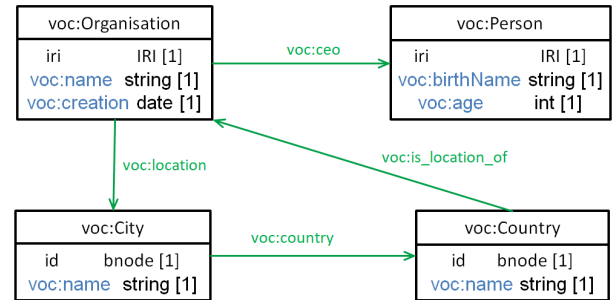 voc:Organisation
iri IRI [1]
voc:name string [1]
voc:creation date [1]
voc:ceo
voc:Person
iri IRI [1]
voc:birthName string [1]
voc:age int [1]
voc:location
voc:is_location_of
voc:City
id bnode [1]
voc:name string [1]
voc:country
voc:Country
id bnode [1]
voc:name string [1]